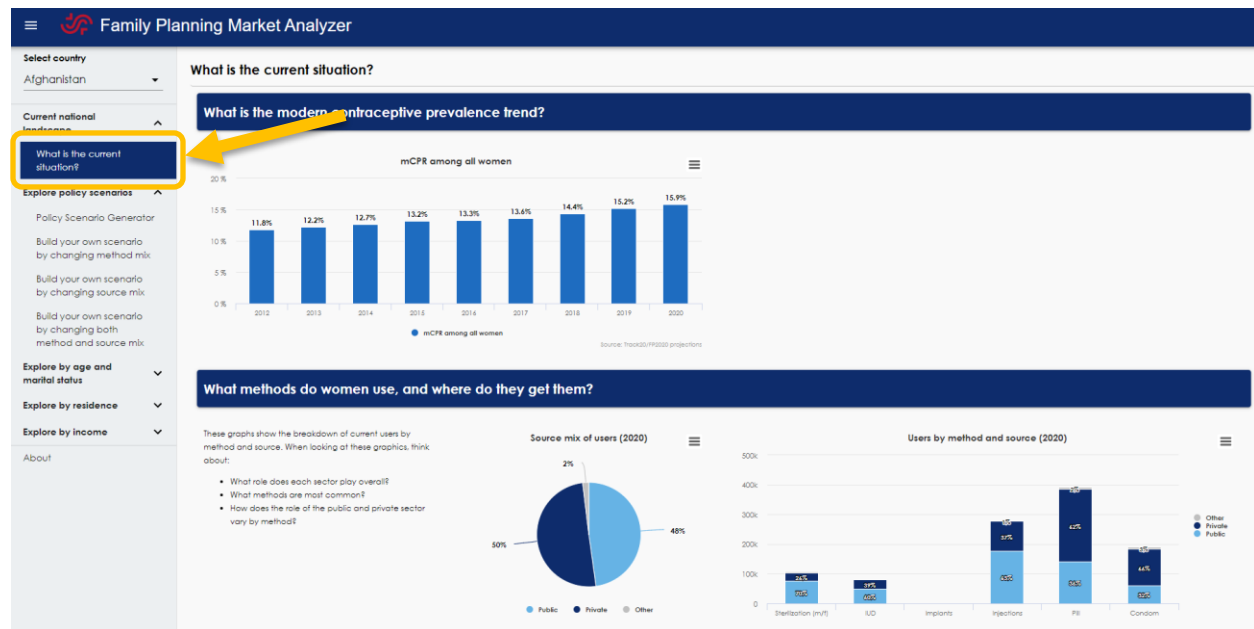 Family Planning Market Analyzer
Select country
Afghanistan
Current national
landscape
What is the current
situation?
Explore policy scenarios
Policy Scenario Generator
Build your own scenario
by changing method mix
Build your own scenario
by changing source mix
Build your own scenario
by changing both
method and source mix
Explore by age and
marital status
Explore by residence
Explore by income
About
What is the current situation?
What is the modern contraceptive prevalence trend?
mCPR among all women
20 %
15 %
10 %
5 %
0 %
11.8% 12.2% 12.7% 13.2% 13.3% 13.6% 14.4% 15.2% 15.9%
2012 2013 2014 2015 2016 2017 2018 2019 2020
mCPR among all women
Source: Track20/FP2020 projections
What methods do women use, and where do they get them?
These graphs show the breakdown of current users by
method and source. When looking at these graphics, think
about:
What role does each sector play overall?
What methods are most common?
How does the role of the public and private sector
vary by method?
Source mix of users (2020)
2%
48%
50%
Public Private Other
Users by method and source (2020)
500k
400k
300k
200k
100k
0
26%
39%
37%
62%
36%
66%
Sterilization (m/f) IUD Implants Injections Pill Condom
Other
Private
Public